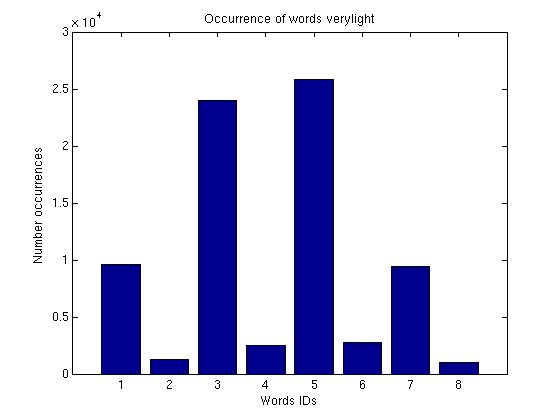 Occurrence of words verylight
× 10⁴
3
2.5
2
1.5
1
0.5
0
Number occurrences
1 2 3 4 5 6 7 8
Words IDs